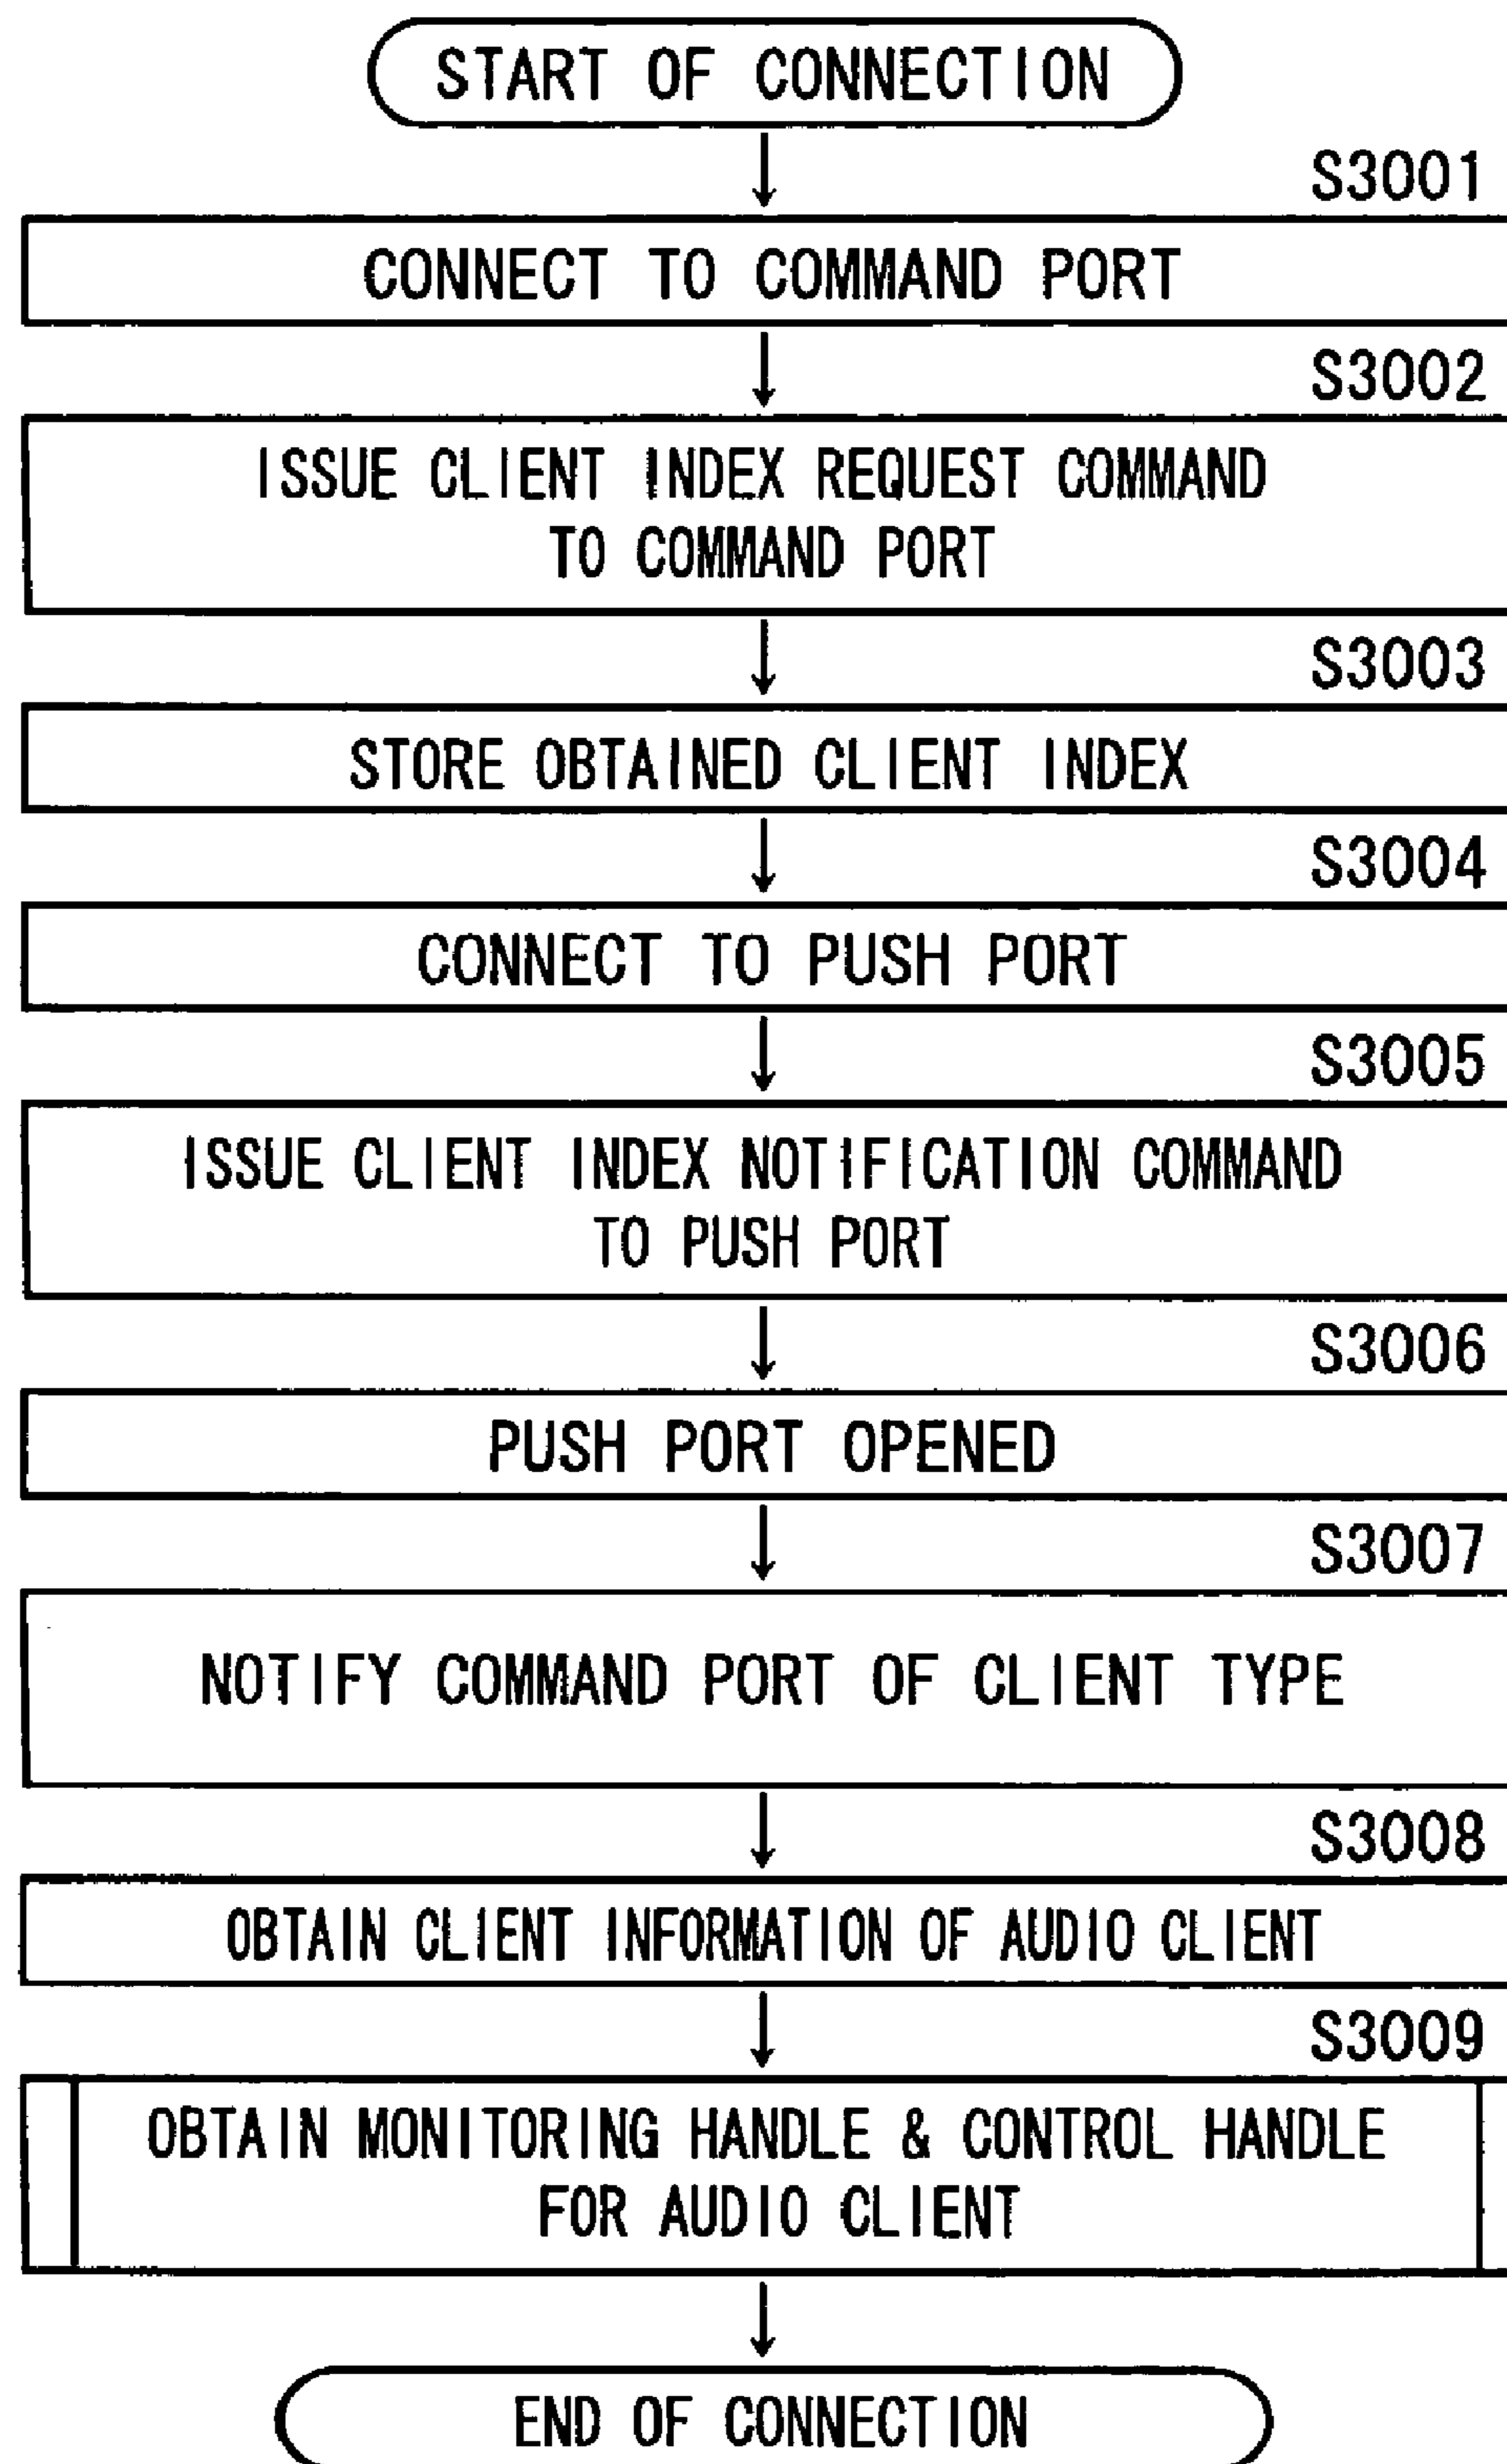 START OF CONNECTION
S3001
CONNECT TO COMMAND PORT
S3002
ISSUE CLIENT INDEX REQUEST COMMAND
TO COMMAND PORT
S3003
STORE OBTAINED CLIENT INDEX
S3004
CONNECT TO PUSH PORT
S3005
ISSUE CLIENT INDEX NOTIFICATION COMMAND
TO PUSH PORT
S3006
PUSH PORT OPENED
S3007
NOTIFY COMMAND PORT OF CLIENT TYPE
S3008
OBTAIN CLIENT INFORMATION OF AUDIO CLIENT
S3009
OBTAIN MONITORING HANDLE & CONTROL HANDLE
FOR AUDIO CLIENT
END OF CONNECTION